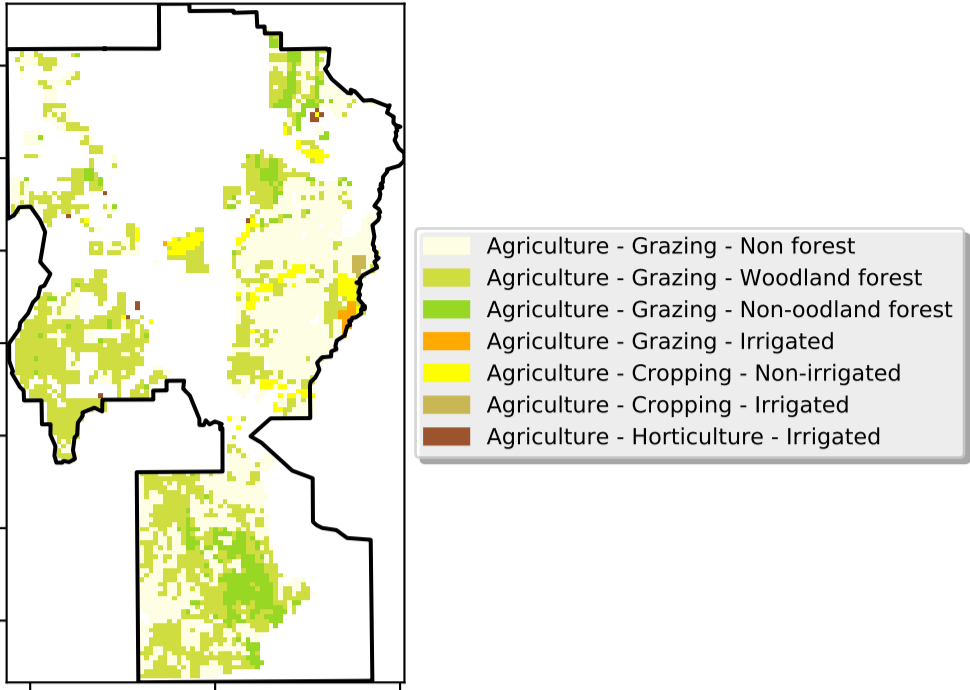 Agriculture - Grazing - Non forest
Agriculture - Grazing - Woodland forest
Agriculture - Grazing - Non-oodland forest
Agriculture - Grazing - Irrigated
Agriculture - Cropping - Non-irrigated
Agriculture - Cropping - Irrigated
Agriculture - Horticulture - Irrigated